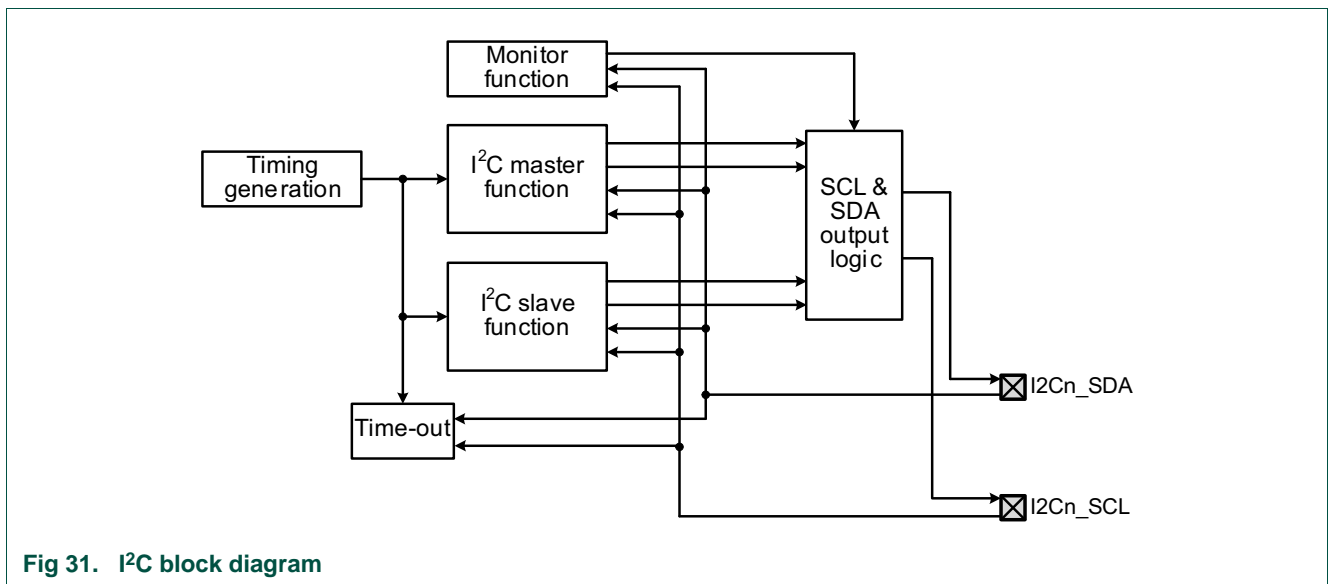 Monitor
function
Timing
generation
I²C master
function
SCL &
SDA
output
logic
I²C slave
function
Time-out
I2Cn_SDA
I2Cn_SCL
Fig 31. I²C block diagram